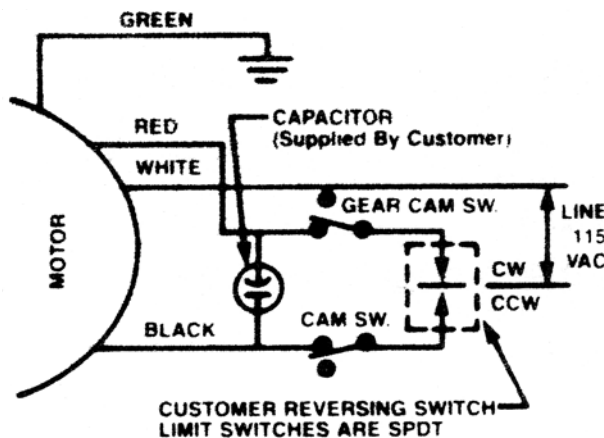 GREEN
CAPACITOR
(Supplied By Customer)
RED
WHITE
GEAR CAM SW.
LINE
115
VAC
MOTOR
CW
CCW
BLACK
CAM SW.
CUSTOMER REVERSING SWITCH
LIMIT SWITCHES ARE SPDT